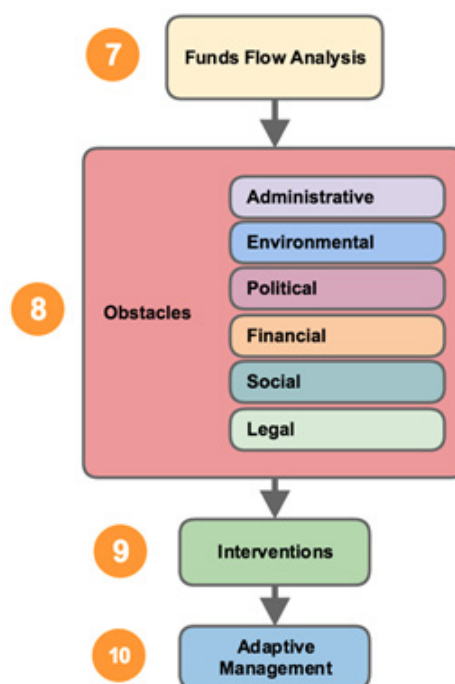 7
Funds Flow Analysis
8
Obstacles
Administrative
Environmental
Political
Financial
Social
Legal
9
Interventions
10
Adaptive
Management